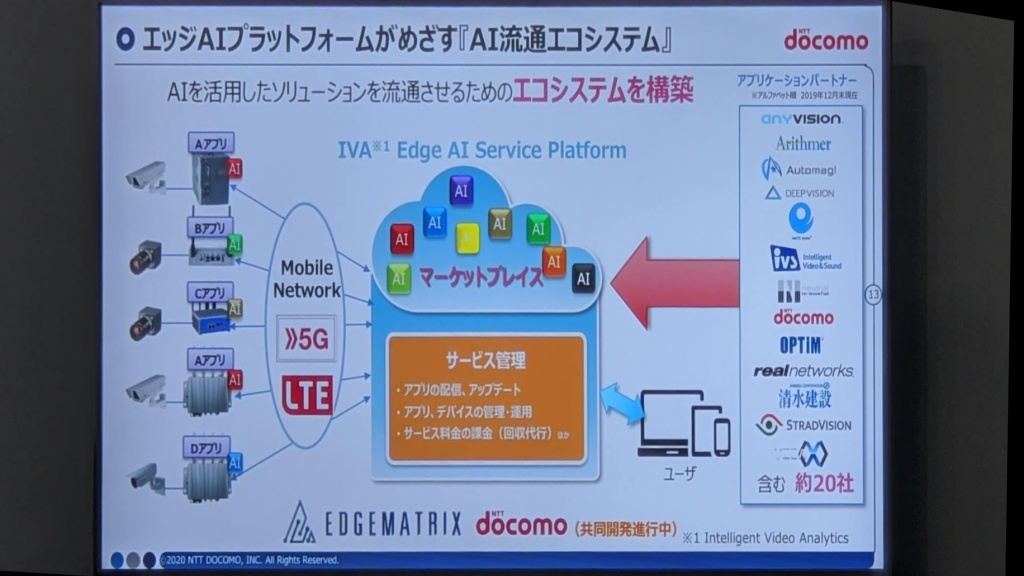 エッジAIプラットフォームがめざす『AI流通エコシステム』
NTT
docomo
AIを活用したソリューションを流通させるためのエコシステムを構築
アプリケーションパートナー
※アルファベット順 2019年12月末現在
IVA※1 Edge AI Service Platform
Aアプリ
AI
Bアプリ
AI
Cアプリ
AI
Aアプリ
AI
Dアプリ
AI
Mobile
Network
5G
LTE
AI
AI
AI
AI
AI
AI
AI
AI
AI
マーケットプレイス
サービス管理
・アプリの配信、アップデート
・アプリ、デバイスの管理・運用
・サービス料金の課金（回収代行）ほか
ユーザ
anyvision
Arithmer
Automagi
DEEP VISION
ivs Intelligent
Video&Sound
NTT
docomo
OPTiM
realnetworks.
清水建設
STRADVISION
含む 約20社
13
EDGEMATRIX
NTT
docomo
(共同開発進行中)
※1 Intelligent Video Analytics
©2020 NTT DOCOMO, INC. All Rights Reserved.